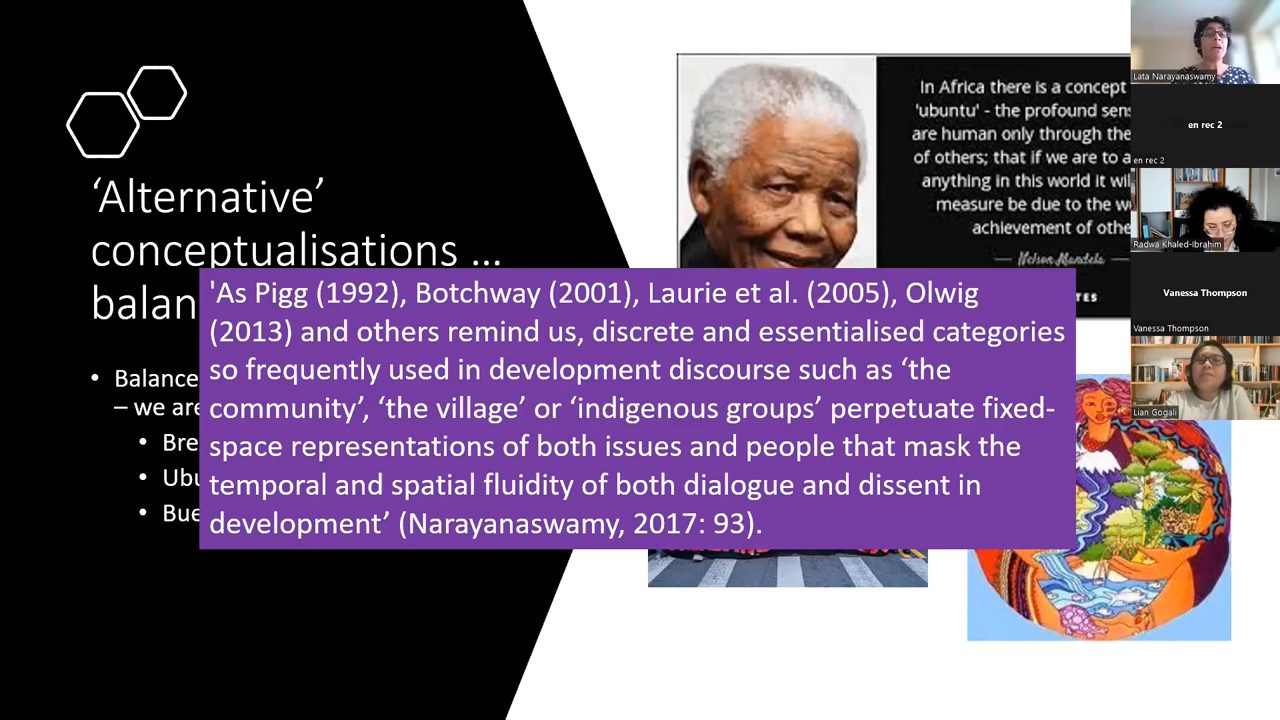 ‘Alternative’
conceptualisations ...
balan
• Balance
– we are
• Bre
• Ubu
• Bue
'As Pigg (1992), Botchway (2001), Laurie et al. (2005), Olwig
(2013) and others remind us, discrete and essentialised categories
so frequently used in development discourse such as ‘the
community’, ‘the village’ or ‘indigenous groups’ perpetuate fixed-
space representations of both issues and people that mask the
temporal and spatial fluidity of both dialogue and dissent in
development’ (Narayanaswamy, 2017: 93).
In Africa there is a concept
'ubuntu' - the profound sens
are human only through the
of others; that if we are to a
anything in this world it wil
measure be due to the w
achievement of othe
— Nelson Mandela —
TES
Lata Narayanaswamy
en rec 2
en rec 2
Radwa Khaled-Ibrahim
Vanessa Thompson
Vanessa Thompson
Lian Gogali